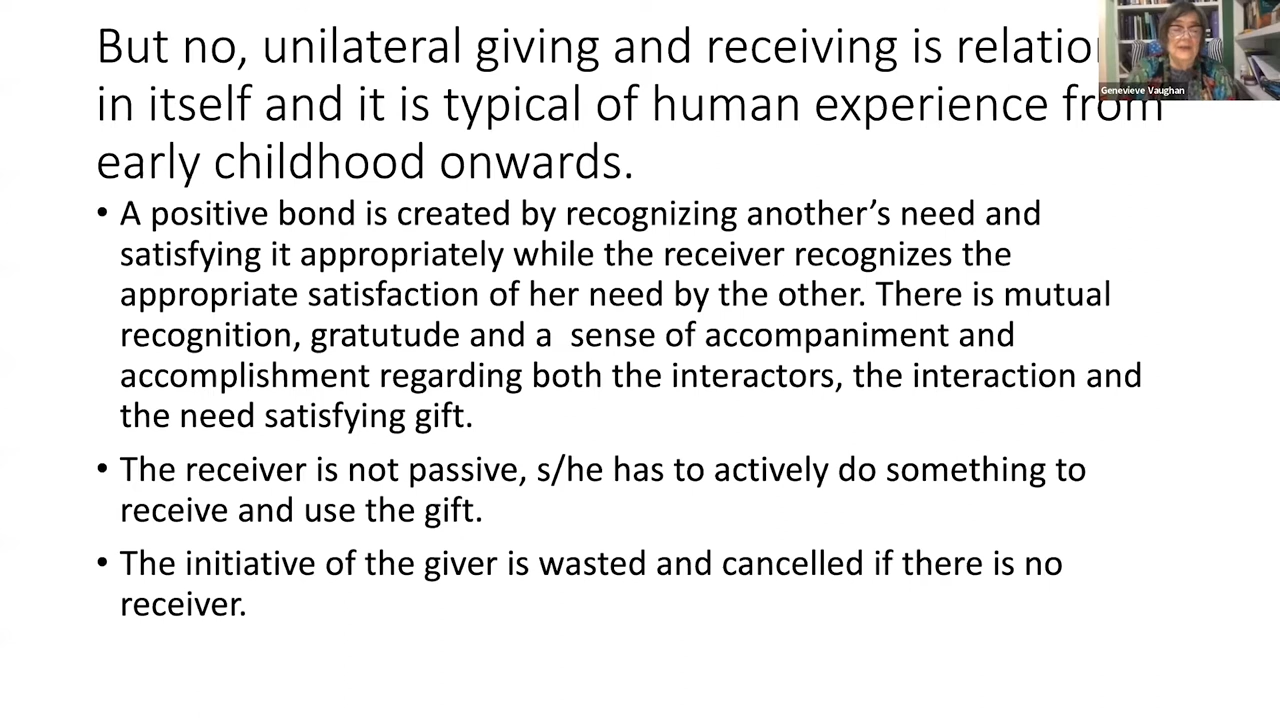 But no, unilateral giving and receiving is
in itself and it is typical of human experience from
early childhood onwards.
• A positive bond is created by recognizing another's need and
satisfying it appropriately while the receiver recognizes the
appropriate satisfaction of her need by the other. There is mutual
recognition, gratutude and a  sense of accompaniment and
accomplishment regarding both the interactors, the interaction and
the need satisfying gift.
• The receiver is not passive, s/he has to actively do something to
receive and use the gift.
• The initiative of the giver is wasted and cancelled if there is no
receiver.
Genevieve Vaughan